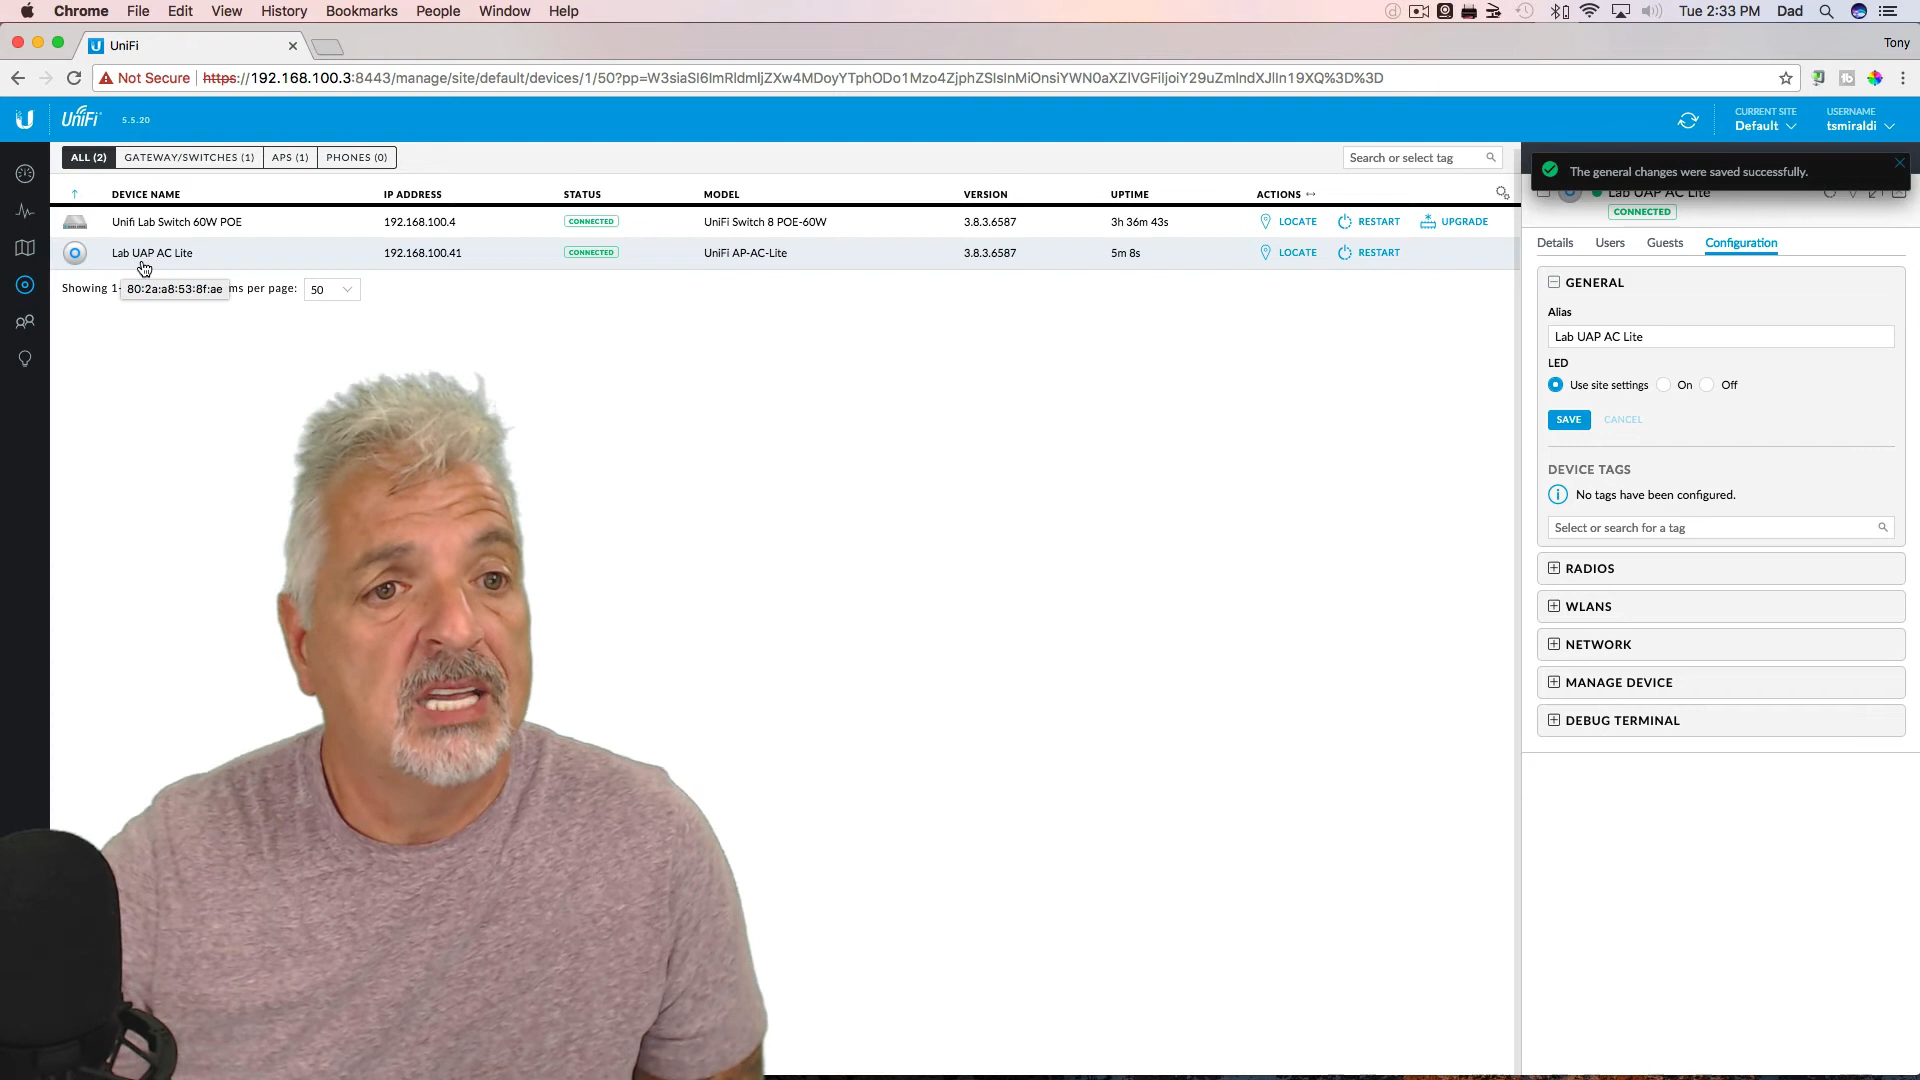 Chrome File Edit View History Bookmarks People Window Help Tue 2:33 PM Dad
UniFi Tony
Not Secure https://192.168.100.3:8443/manage/site/default/devices/1/50?pp=W3siaSI6ImRldmljZXw4MDoyYTphODo1Mzo4ZjphZSIsInMiOnsiYWN0aXZlVGFiIjoiY29uZmlndXJlIn19XQ%3D%3D
UniFi 5.5.20 CURRENT SITE USERNAME
Default tsmiraldi
ALL (2) GATEWAY/SWITCHES (1) APS (1) PHONES (0) Search or select tag
The general changes were saved successfully.
DEVICE NAME IP ADDRESS STATUS MODEL VERSION UPTIME ACTIONS
Lab UAP AC Lite
CONNECTED
Unifi Lab Switch 60W POE 192.168.100.4 CONNECTED UniFi Switch 8 POE-60W 3.8.3.6587 3h 36m 43s LOCATE RESTART UPGRADE
Lab UAP AC Lite 192.168.100.41 CONNECTED UniFi AP-AC-Lite 3.8.3.6587 5m 8s LOCATE RESTART
Showing 1- ms per page: 50
80:2a:a8:53:8f:ae
Details Users Guests Configuration
GENERAL
Alias
Lab UAP AC Lite
LED
Use site settings On Off
SAVE CANCEL
DEVICE TAGS
No tags have been configured.
Select or search for a tag
RADIOS
WLANS
NETWORK
MANAGE DEVICE
DEBUG TERMINAL